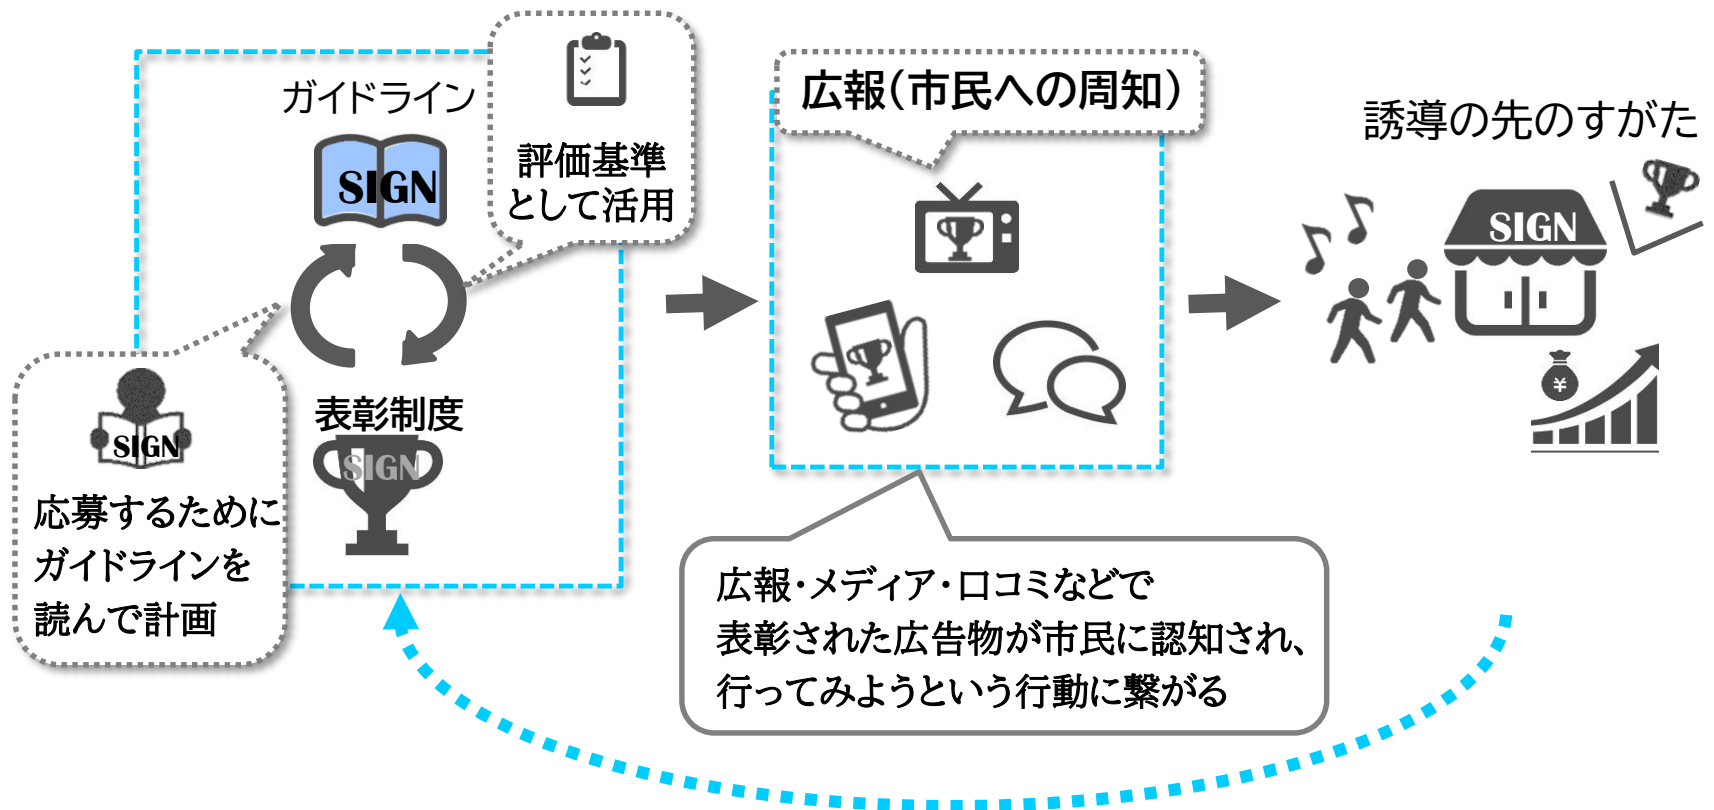 ガイドライン
SIGN
評価基準
として活用
表彰制度
SIGN
SIGN
応募するために
ガイドラインを
読んで計画
広報(市民への周知)
広報・メディア・口コミなどで
表彰された広告物が市民に認知され、
行ってみようという行動に繋がる
誘導の先のすがた
SIGN
¥